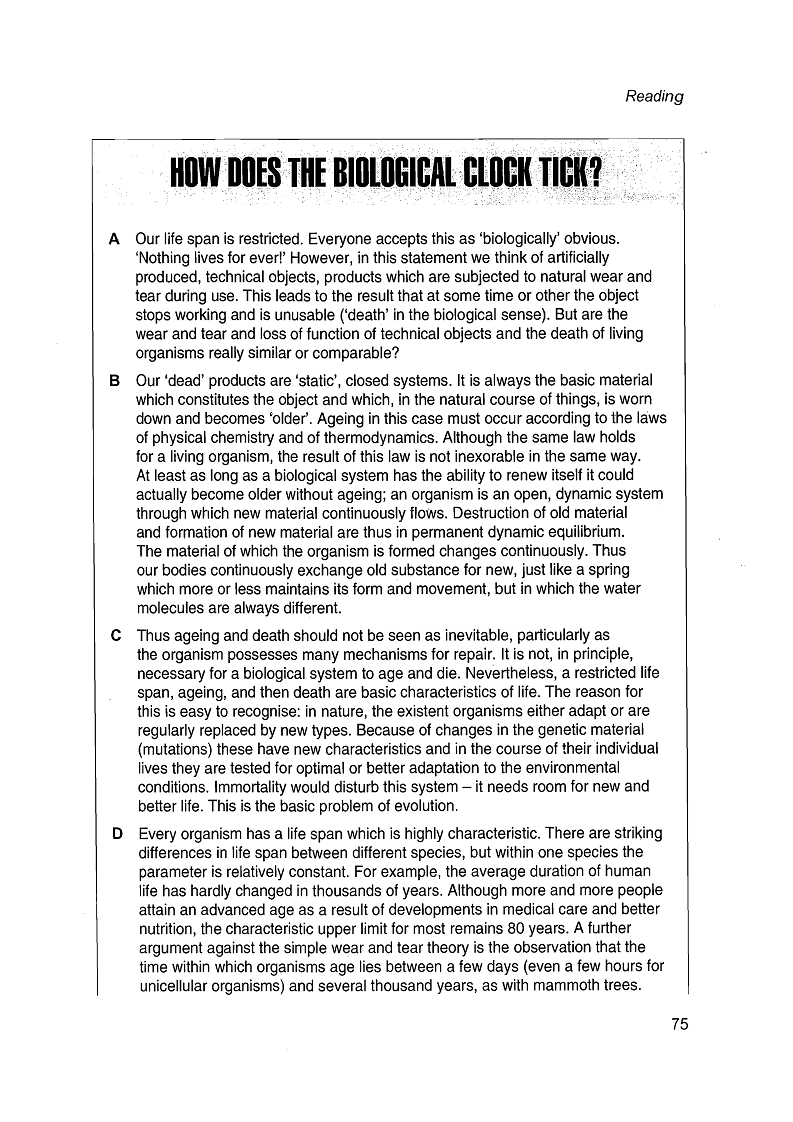 Reading
HOW DOES THE BIOLOGICAL CLOCK TICK?
A Our life span is restricted. Everyone accepts this as ‘biologically’ obvious.
‘Nothing lives for ever!’ However, in this statement we think of artificially
produced, technical objects, products which are subjected to natural wear and
tear during use. This leads to the result that at some time or other the object
stops working and is unusable (‘death’ in the biological sense). But are the
wear and tear and loss of function of technical objects and the death of living
organisms really similar or comparable?
B Our ‘dead’ products are ‘static’, closed systems. It is always the basic material
which constitutes the object and which, in the natural course of things, is worn
down and becomes ‘older’. Ageing in this case must occur according to the laws
of physical chemistry and of thermodynamics. Although the same law holds
for a living organism, the result of this law is not inexorable in the same way.
At least as long as a biological system has the ability to renew itself it could
actually become older without ageing; an organism is an open, dynamic system
through which new material continuously flows. Destruction of old material
and formation of new material are thus in permanent dynamic equilibrium.
The material of which the organism is formed changes continuously. Thus
our bodies continuously exchange old substance for new, just like a spring
which more or less maintains its form and movement, but in which the water
molecules are always different.
C Thus ageing and death should not be seen as inevitable, particularly as
the organism possesses many mechanisms for repair. It is not, in principle,
necessary for a biological system to age and die. Nevertheless, a restricted life
span, ageing, and then death are basic characteristics of life. The reason for
this is easy to recognise: in nature, the existent organisms either adapt or are
regularly replaced by new types. Because of changes in the genetic material
(mutations) these have new characteristics and in the course of their individual
lives they are tested for optimal or better adaptation to the environmental
conditions. Immortality would disturb this system – it needs room for new and
better life. This is the basic problem of evolution.
D Every organism has a life span which is highly characteristic. There are striking
differences in life span between different species, but within one species the
parameter is relatively constant. For example, the average duration of human
life has hardly changed in thousands of years. Although more and more people
attain an advanced age as a result of developments in medical care and better
nutrition, the characteristic upper limit for most remains 80 years. A further
argument against the simple wear and tear theory is the observation that the
time within which organisms age lies between a few days (even a few hours for
unicellular organisms) and several thousand years, as with mammoth trees.
75